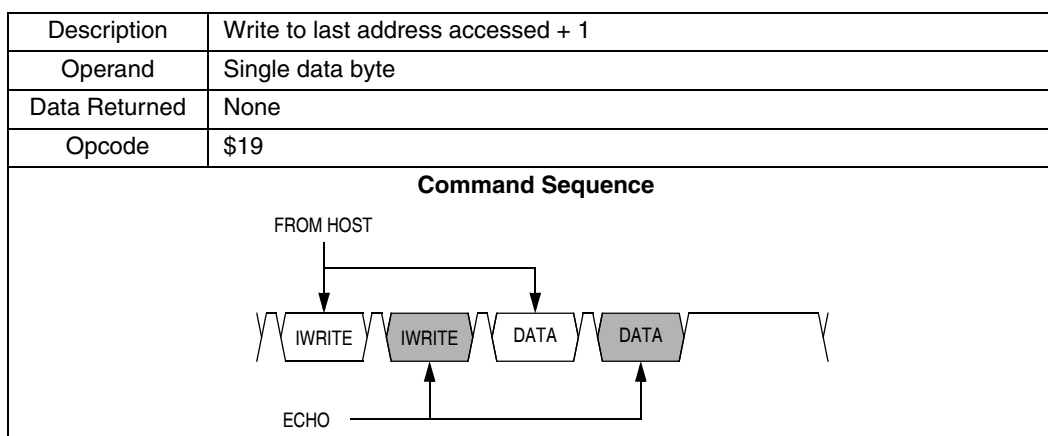 Description Write to last address accessed + 1
Operand Single data byte
Data Returned None
Opcode $19
Command Sequence
FROM HOST
IWRITE IWRITE DATA DATA
ECHO